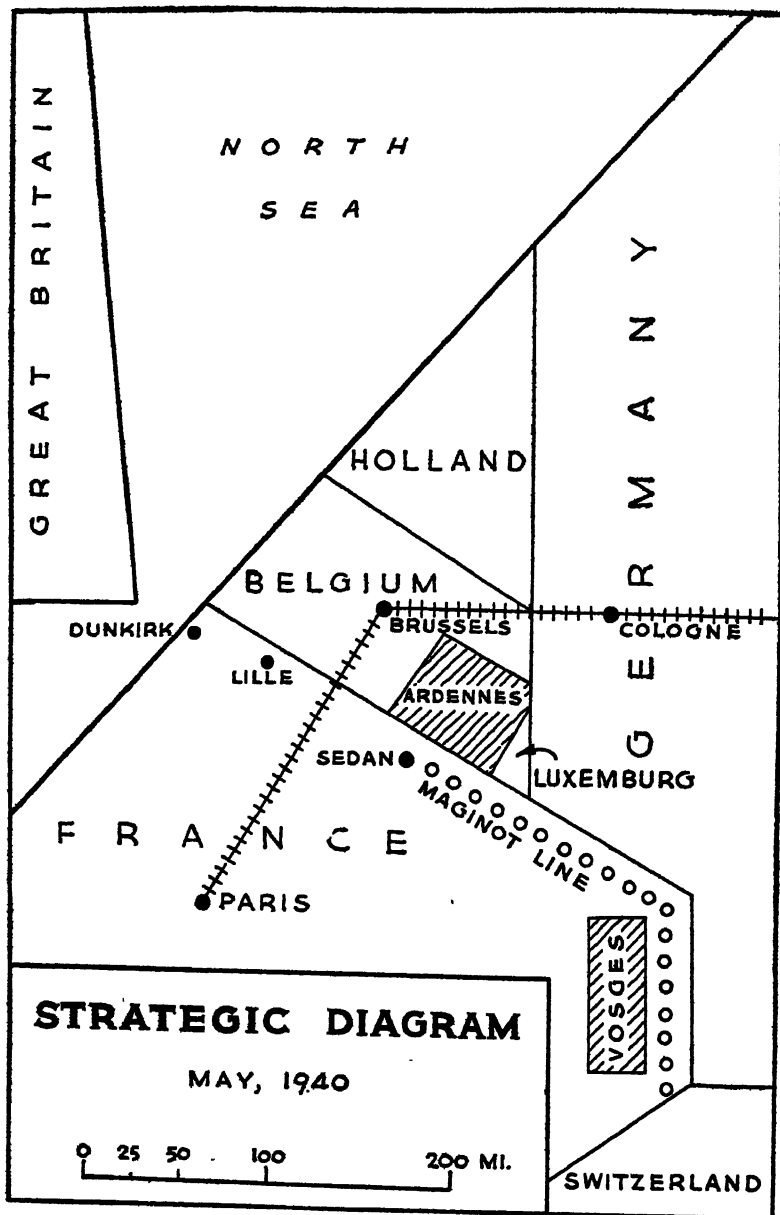 NORTH
SEA
GREAT BRITAIN
GERMANY
HOLLAND
BELGIUM
DUNKIRK
BRUSSELS
COLOGNE
LILLE
ARDENNES
SEDAN
LUXEMBURG
MAGINOT LINE
FRANCE
PARIS
VOSGES
STRATEGIC DIAGRAM
MAY, 1940
0 25 50 100 200 MI.
SWITZERLAND